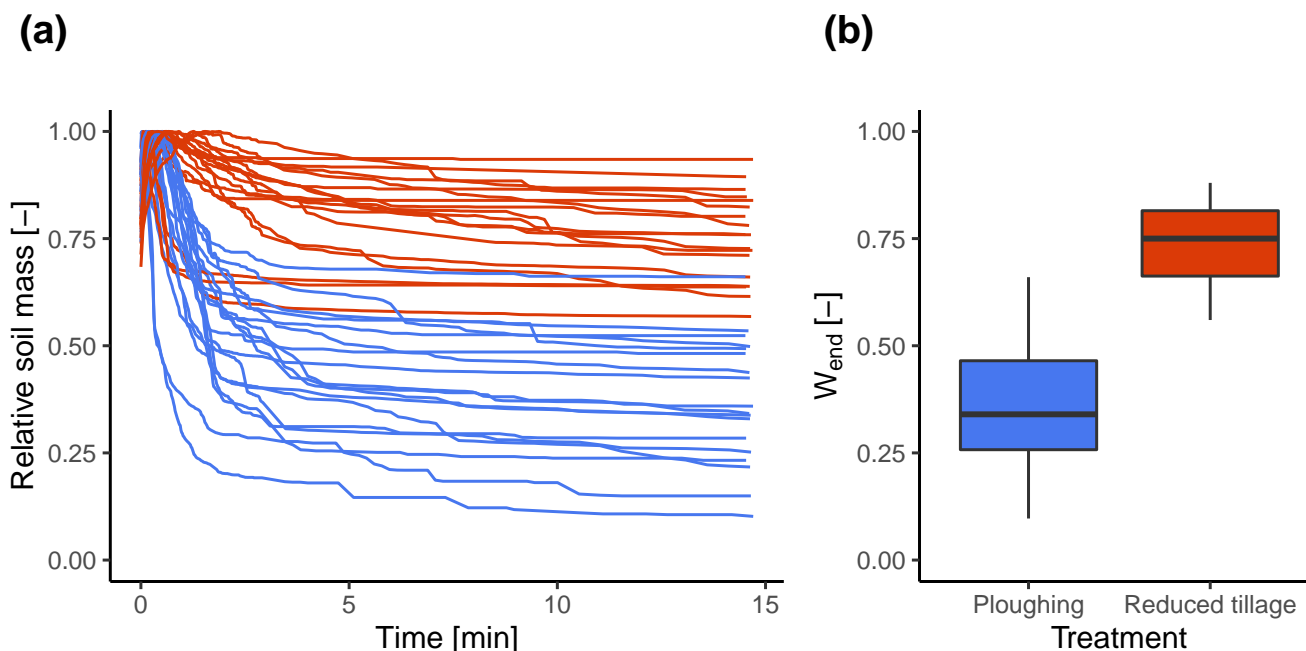 (a)
Relative soil mass [−]
1.00
0.75
0.50
0.25
0.00
0
5
10
15
Time [min]
(b)
Wend [−]
1.00
0.75
0.50
0.25
0.00
Ploughing
Reduced tillage
Treatment